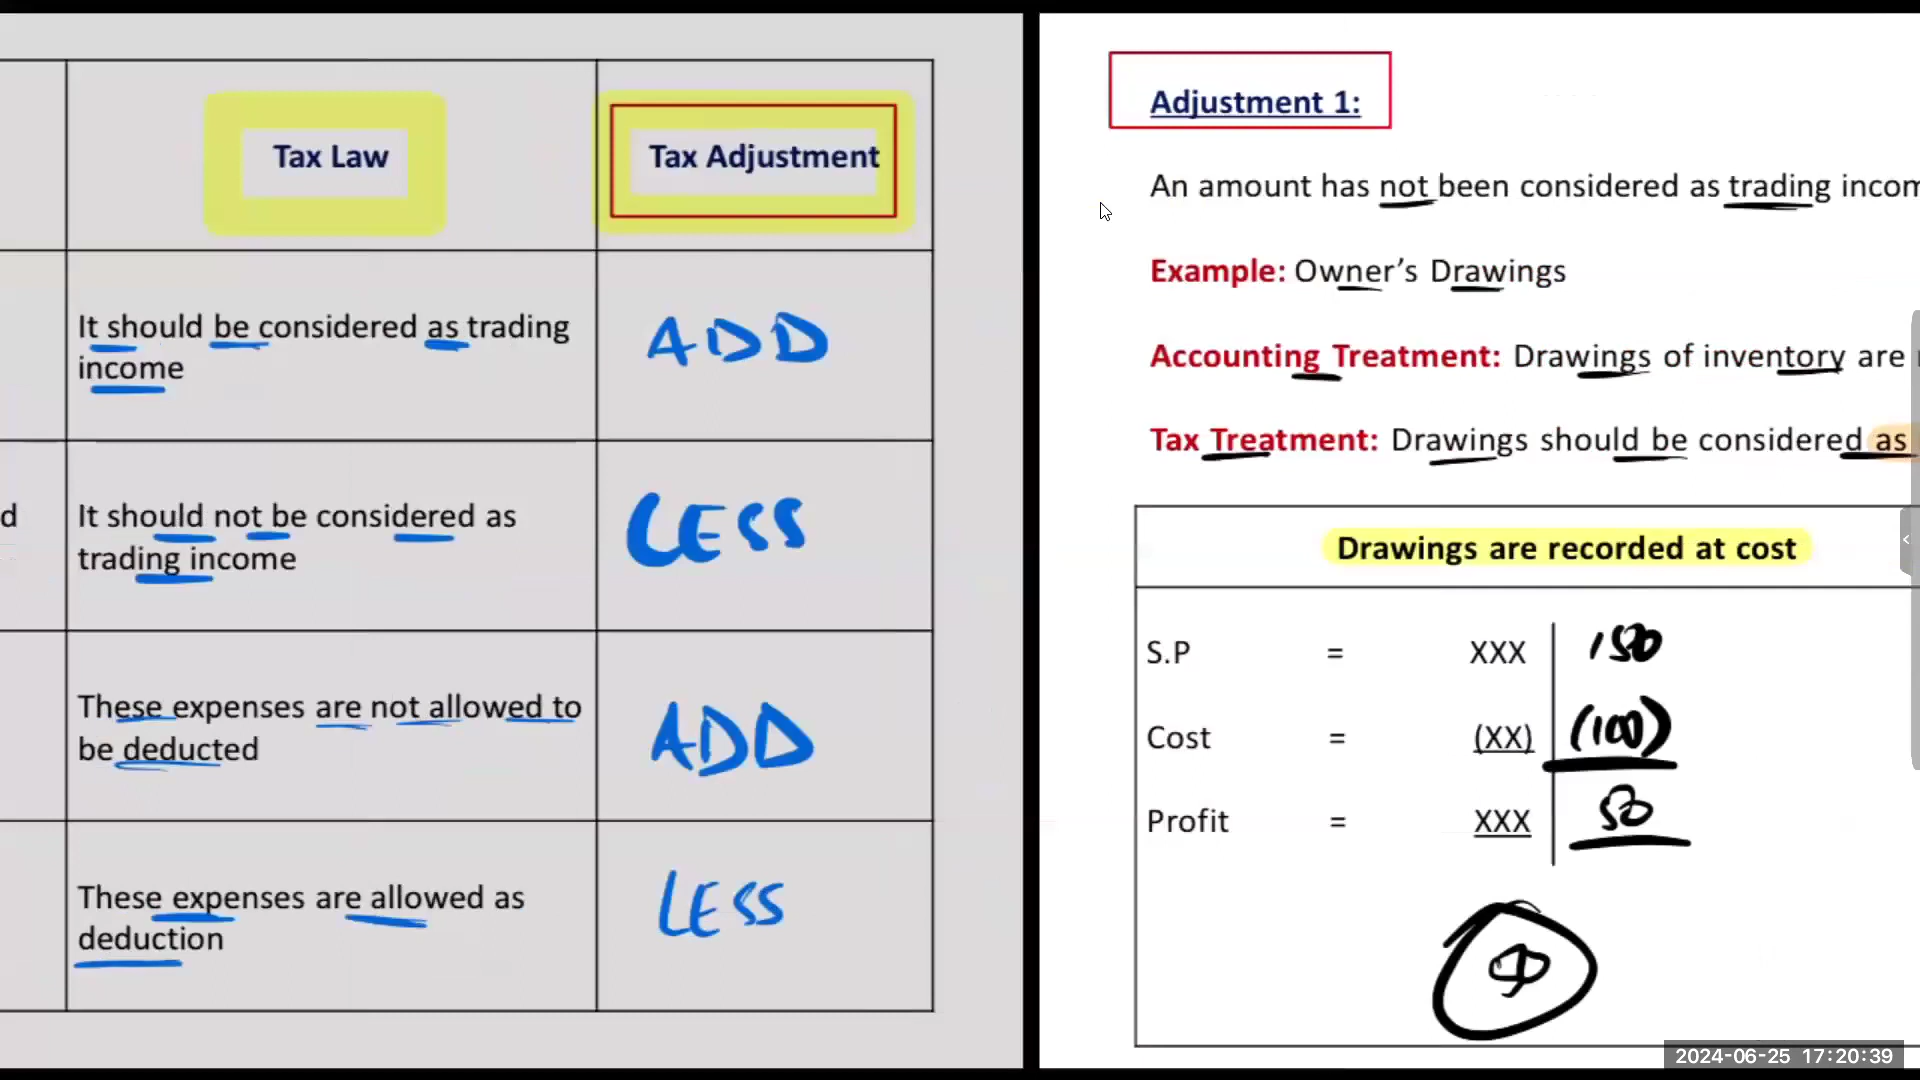 Tax Law
Tax Adjustment
It should be considered as trading
income
ADD
d
It should not be considered as
trading income
LESS
These expenses are not allowed to
be deducted
ADD
These expenses are allowed as
deduction
LESS
Adjustment 1:
An amount has not been considered as trading
Example: Owner's Drawings
Accounting Treatment: Drawings of inventory are
Tax Treatment: Drawings should be considered as
Drawings are recorded at cost
S.P = XXX 150
Cost = (XX) (100)
Profit = XXX 50
2024-06-25 17:20:39